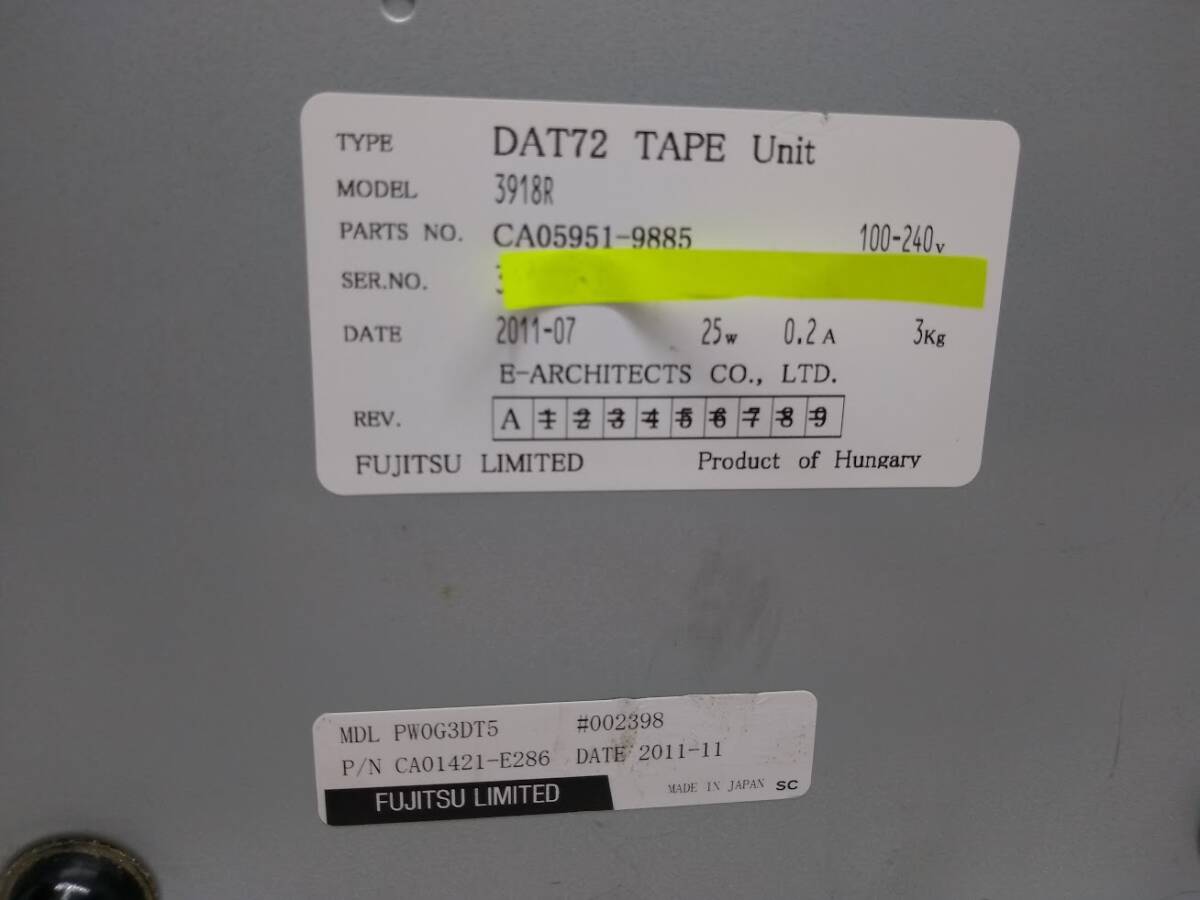 TYPE DAT72 TAPE Unit
MODEL 3918R
PARTS NO. CA05951-9885 100-240v
SER.NO.
DATE 2011-07 25w 0.2A 3Kg
E-ARCHITECTS CO., LTD.
REV. A 1 2 3 4 5 6 7 8 9
FUJITSU LIMITED Product of Hungary
MDL PW0G3DT5 #002398
P/N CA01421-E286 DATE 2011-11
FUJITSU LIMITED MADE IN JAPAN SC